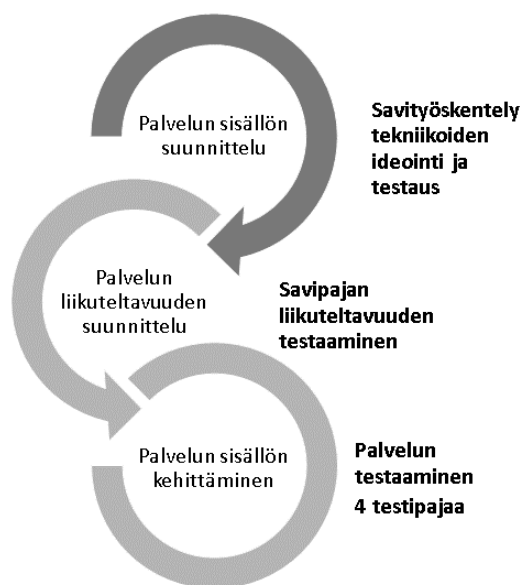 Palvelun sisällön
suunnittelu
Savityöskentely
tekniikoiden
ideointi ja
testaus
Palvelun
liikuteltavuuden
suunnittelu
Savipajan
liikuteltavuuden
testaaminen
Palvelun sisällön
kehittäminen
Palvelun
testaaminen
4 testipajaa